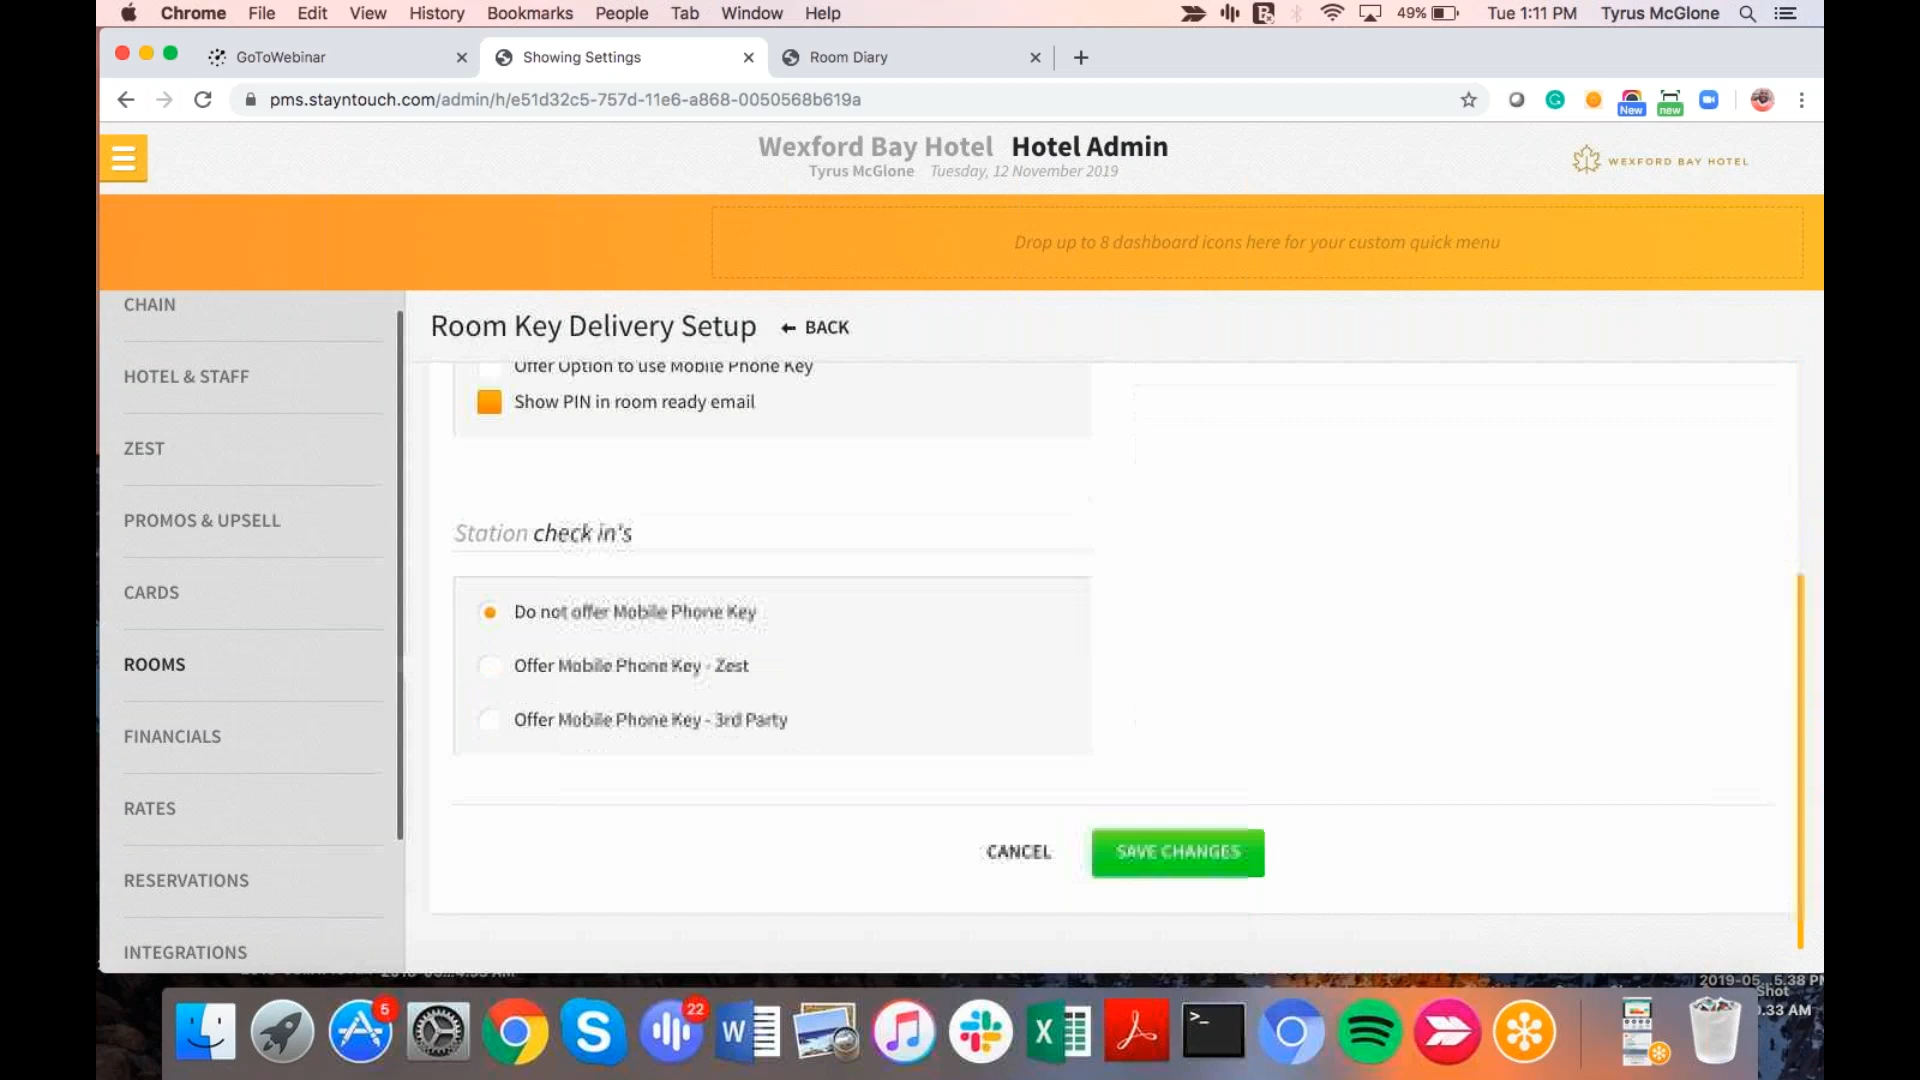 Chrome File Edit View History Bookmarks People Tab Window Help 49% Tue 1:11 PM Tyrus McGlone
GoToWebinar
Showing Settings
Room Diary
pms.stayntouch.com/admin/h/e51d32c5-757d-11e6-a868-0050568b619a
New
new
Wexford Bay Hotel Hotel Admin
Tyrus McGlone Tuesday, 12 November 2019
WEXFORD BAY HOTEL
Drop up to 8 dashboard icons here for your custom quick menu
CHAIN
HOTEL & STAFF
ZEST
PROMOS & UPSELL
CARDS
ROOMS
FINANCIALS
RATES
RESERVATIONS
INTEGRATIONS
Room Key Delivery Setup BACK
Offer Option to use Mobile Phone Key
Show PIN in room ready email
Station check in's
Do not offer Mobile Phone Key
Offer Mobile Phone Key - Zest
Offer Mobile Phone Key - 3rd Party
CANCEL
SAVE CHANGES
5
22
W
X
S